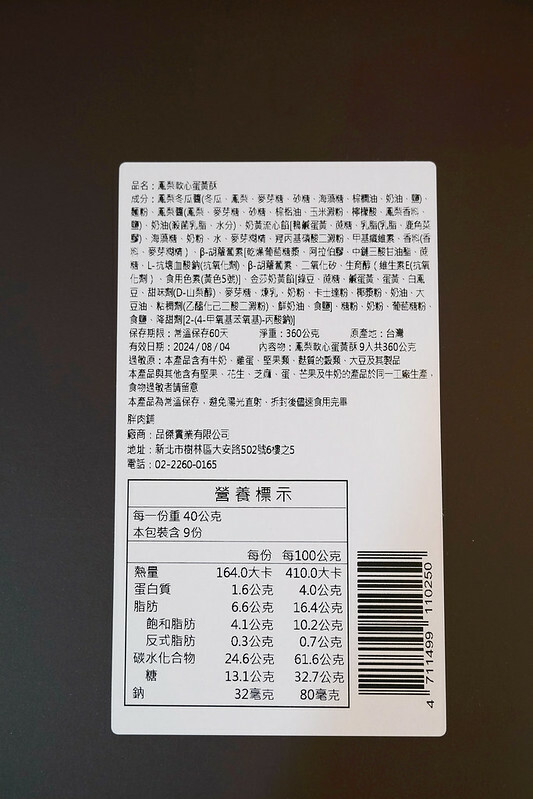 品名：鳳梨軟心蛋黃酥
成分：鳳梨冬瓜醬(冬瓜、鳳梨、麥芽糖、砂糖、海藻糖、棕櫚油、奶油、鹽)、
麵粉、鳳梨醬(鳳梨、麥芽糖、砂糖、棕梠油、玉米澱粉、檸檬酸、鳳梨香袍、
鹽)、奶油(殺菌乳脂、水分)、奶黃流心餡[鴨鹹蛋黃、蔗糖、乳脂(乳脂、鹿角菜
膠)、海藻糖、奶粉、水、麥芽糊精、羥丙基磷酸二澱粉、甲基纖維素、香袍(香
袍、麥芽糊精)、β-胡蘿蔔素[乾燥葡萄糖漿、阿拉伯膠、中鏈三酸甘油酯、蔗
糖、L-抗壞血酸鈉(抗氧化劑)、β-胡蘿蔔素、二氧化矽、生育醇(維生素E(抗氧
化劑)、食用色素(黃色5號)]、金莎奶黃餡[綠豆、蔗糖、鹹蛋黃、蛋黃、白鳳
豆、甜味劑(D-山梨醇)、麥芽糖、煉乳、奶粉、卡士達粉、椰漿粉、奶油、大
豆油、粘稠劑(乙醯化己二酸二澱粉)、鮮奶油、食鹽]、糖粉、奶粉、葡萄糖粉、
食鹽、降甜劑[2-(4-甲氧基苯氧基)-丙酸鈉)]
保存期限：常溫保存60天 淨重：360公克 原產地：台灣
有效日期：2024/08/04 內容物：鳳梨軟心蛋黃酥9入共360公克
過敏原：本產品含有牛奶、雞蛋、堅果類、麩質的穀類、大豆及其製品
本產品與其他含有堅果、花生、芝麻、蛋、芒果及牛奶的產品於同一工廠生產，
食物過敏者請留意
本產品為常溫保存，避免陽光直射、拆封後儘速食用完畢
胖肉鋪
廠商：品傑實業有限公司
地址：新北市樹林區大安路502號6樓之5
電話：02-2260-0165
營養標示
每一份重 40公克
本包裝含 9份
每份 每100公克
熱量 164.0大卡 410.0大卡
蛋白質 1.6公克 4.0公克
脂肪 6.6公克 16.4公克
飽和脂肪 4.1公克 10.2公克
反式脂肪 0.3公克 0.7公克
碳水化合物 24.6公克 61.6公克
糖 13.1公克 32.7公克
鈉 32毫克 80毫克
4 711499 110250